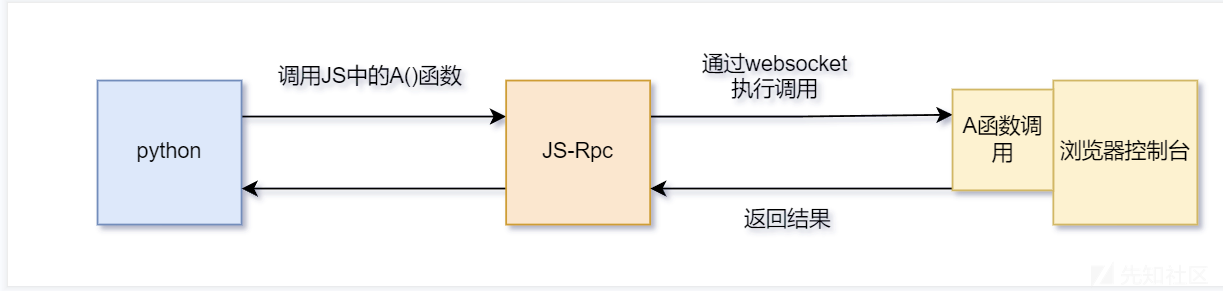 调用JS中的A()函数
通过websocket
执行调用
python
JS-Rpc
A函数调
用
浏览器控制台
返回结果
先知社区